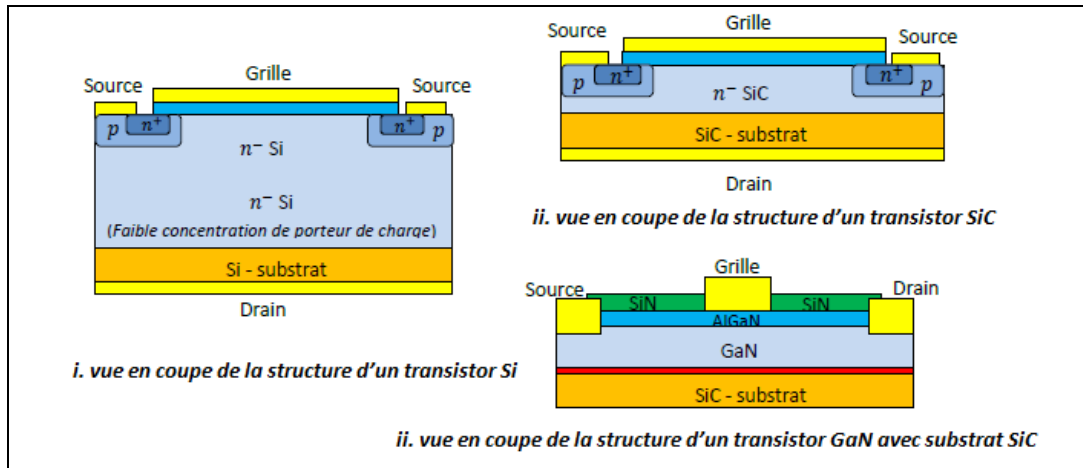 Source
Grille
Source
p
n⁺
n⁺
p
n⁻ Si
n⁻ Si
(Faible concentration de porteur de charge)
Si - substrat
Drain
i. vue en coupe de la structure d'un transistor Si
Source
Grille
Source
p
n⁺
n⁻ SiC
n⁺
p
SiC - substrat
Drain
ii. vue en coupe de la structure d'un transistor SiC
Grille
Source
Drain
SiN
SiN
AlGaN
GaN
SiC - substrat
ii. vue en coupe de la structure d'un transistor GaN avec substrat SiC